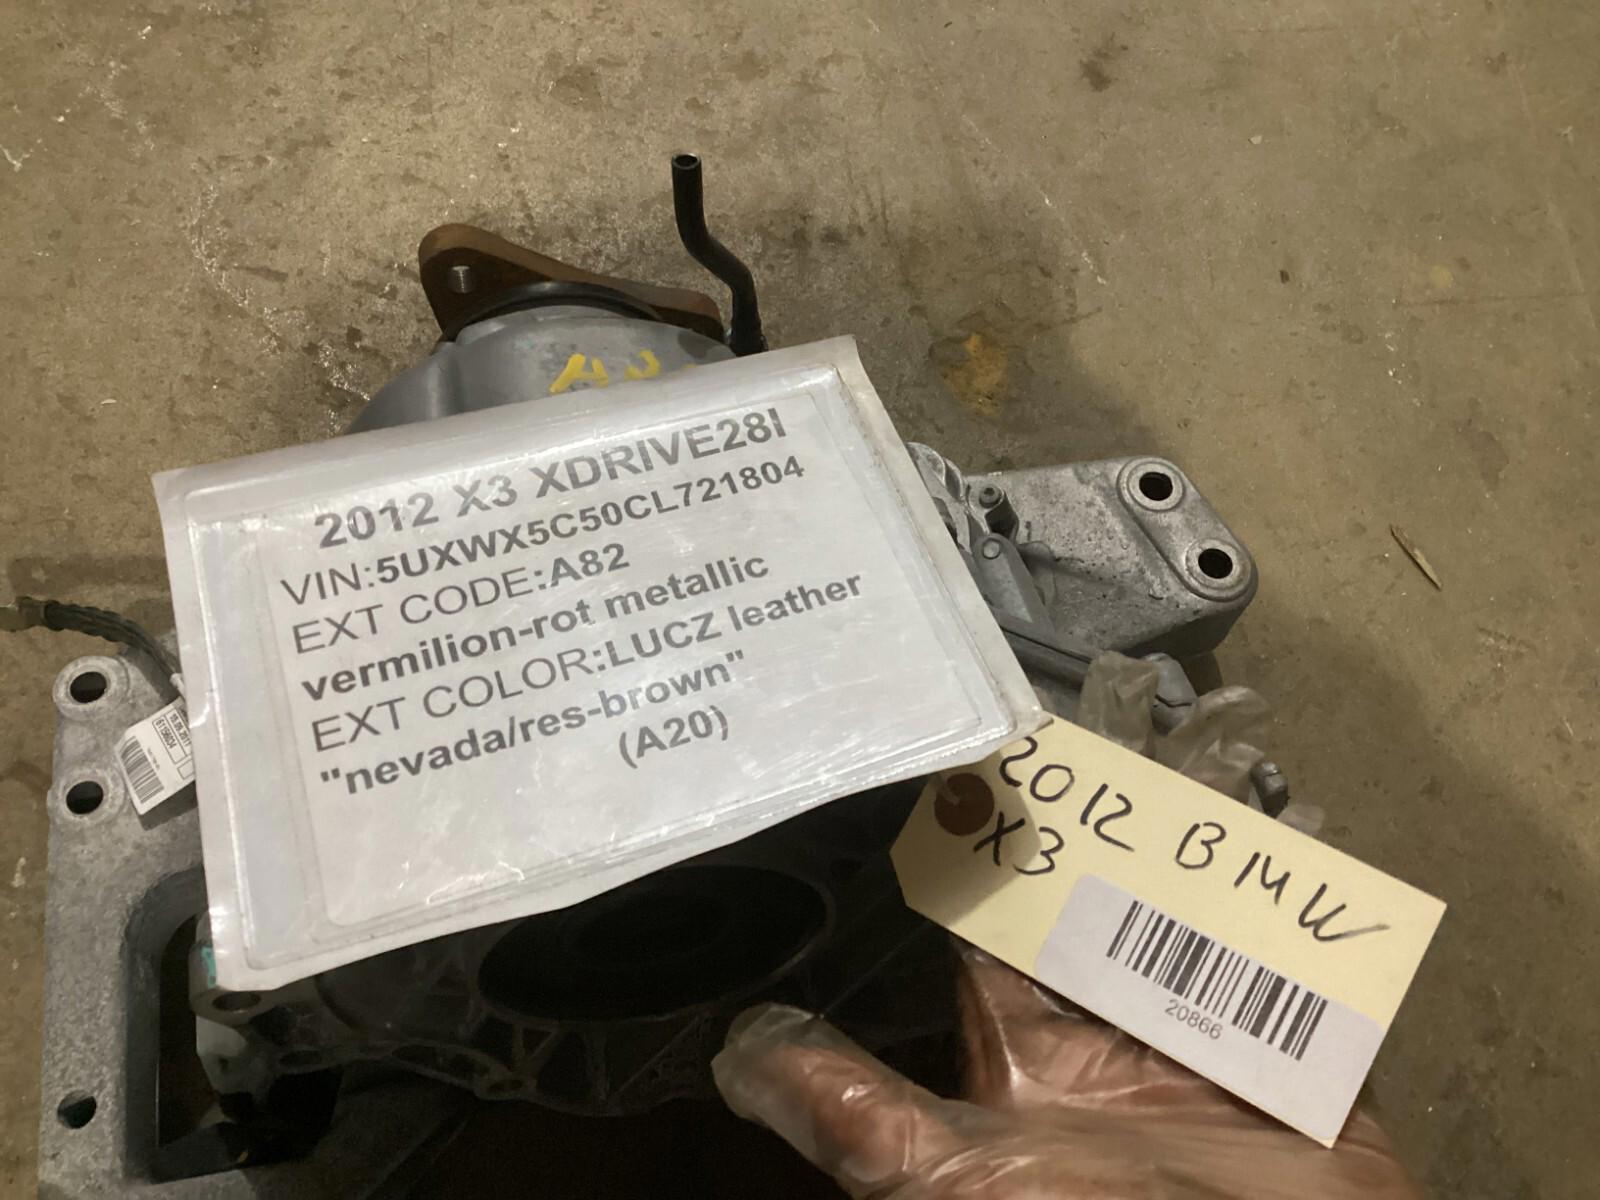 2012 X3 XDRIVE28I
VIN:5UXWX5C50CL721804
EXT CODE:A82
vermilion-rot metallic
EXT COLOR:LUCZ leather
"nevada/res-brown"
(A20)
2012 BMW
X3
20866